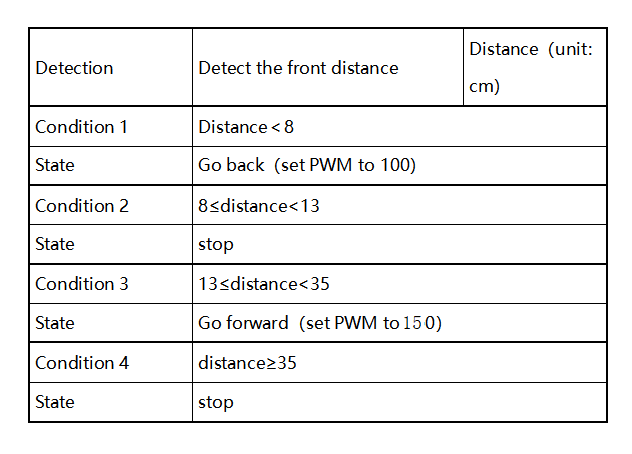 Detection
Detect the front distance
Distance (unit:
cm)
Condition 1
Distance<8
State
Go back (set PWM to 100)
Condition 2
8≤distance<13
State
stop
Condition 3
13≤distance<35
State
Go forward (set PWM to 150)
Condition 4
distance≥35
State
stop